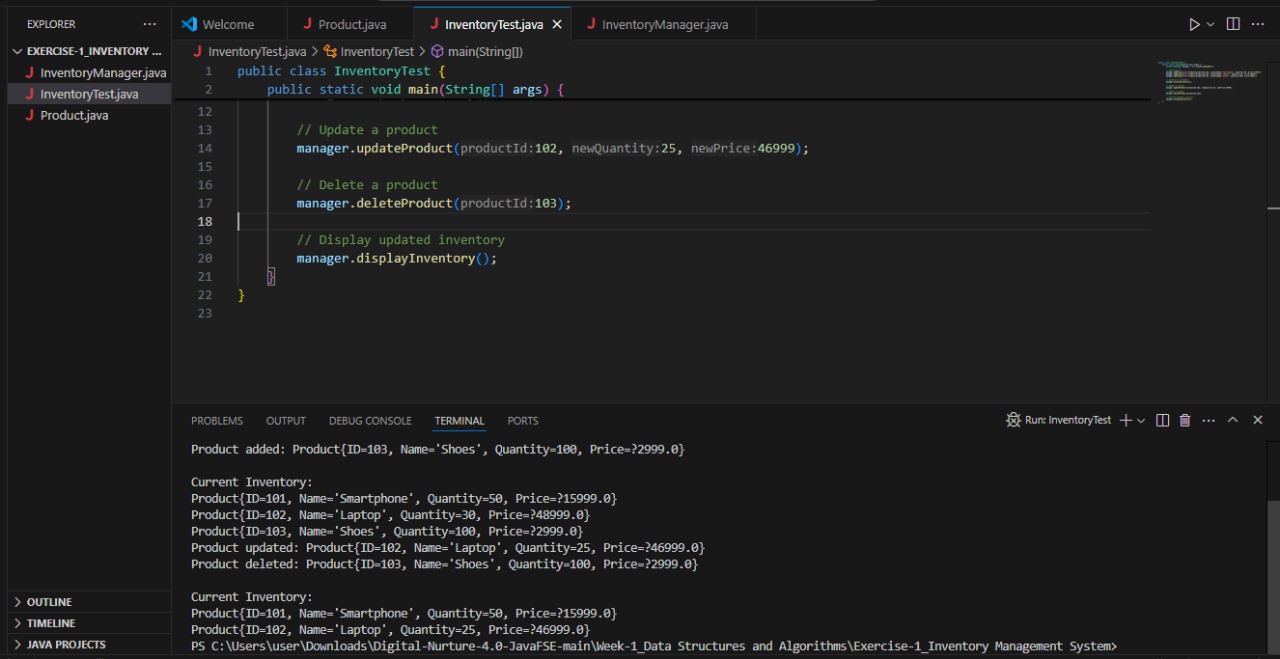 EXPLORER
Welcome
Product.java
InventoryTest.java
InventoryManager.java
EXERCISE-1_INVENTORY ...
InventoryManager.java
InventoryTest.java
Product.java
InventoryTest.java > InventoryTest > main(String[])
1 public class InventoryTest {
2 public static void main(String[] args) {
12
13 // Update a product
14 manager.updateProduct(productId:102, newQuantity:25, newPrice:46999);
15
16 // Delete a product
17 manager.deleteProduct(productId:103);
18
19 // Display updated inventory
20 manager.displayInventory();
21 }
22 }
23
PROBLEMS OUTPUT DEBUG CONSOLE TERMINAL PORTS
Run: InventoryTest
Product added: Product{ID=103, Name='Shoes', Quantity=100, Price=?2999.0}
Current Inventory:
Product{ID=101, Name='Smartphone', Quantity=50, Price=?15999.0}
Product{ID=102, Name='Laptop', Quantity=30, Price=?48999.0}
Product{ID=103, Name='Shoes', Quantity=100, Price=?2999.0}
Product updated: Product{ID=102, Name='Laptop', Quantity=25, Price=?46999.0}
Product deleted: Product{ID=103, Name='Shoes', Quantity=100, Price=?2999.0}
Current Inventory:
Product{ID=101, Name='Smartphone', Quantity=50, Price=?15999.0}
Product{ID=102, Name='Laptop', Quantity=25, Price=?46999.0}
PS C:\Users\user\Downloads\Digital-Nurture-4.0-JavaFSE-main\Week-1_Data Structures and Algorithms\Exercise-1_Inventory Management System>
OUTLINE
TIMELINE
JAVA PROJECTS